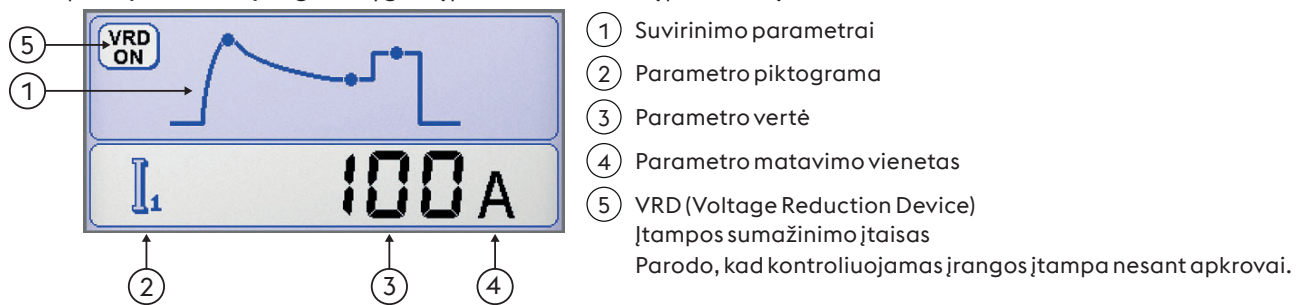 5
VRD
ON
1
I1
100A
2
3
4
1 Suvirinimo parametrai
2 Parametro piktograma
3 Parametro vertė
4 Parametro matavimo vienetas
5 VRD (Voltage Reduction Device)
Įtampos sumažinimo įtaisas
Parodo, kad kontroliuojamas įrangos įtampa nesant apkrovai.